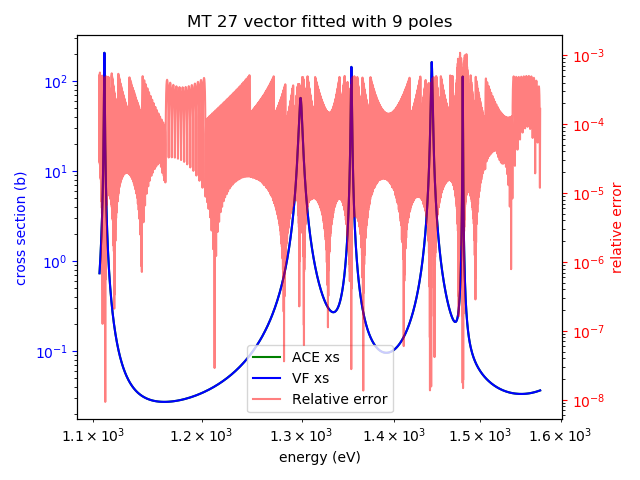 MT 27 vector fitted with 9 poles
cross section (b)
10²
10¹
10⁰
10⁻¹
10⁻³
10⁻⁴
10⁻⁵
10⁻⁶
10⁻⁷
10⁻⁸
relative error
ACE xs
VF xs
Relative error
1.1 × 10³ 1.2 × 10³ 1.3 × 10³ 1.4 × 10³ 1.5 × 10³ 1.6 × 10³
energy (eV)